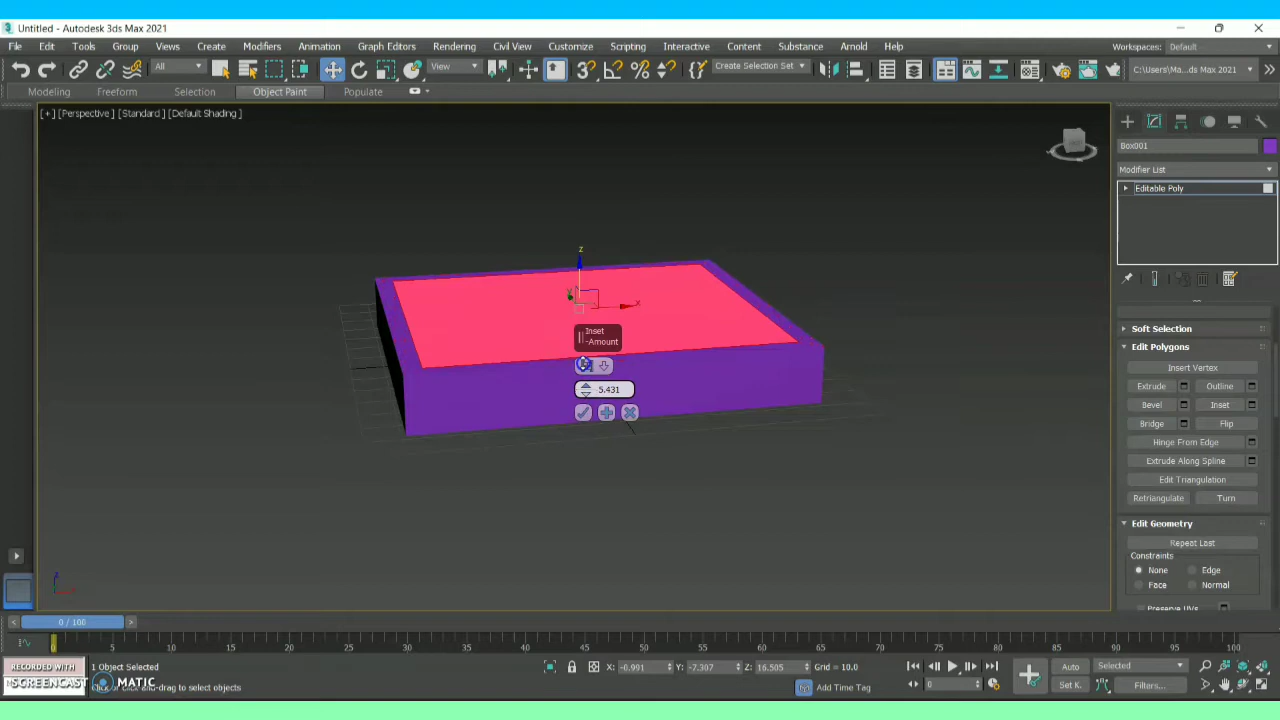 Untitled - Autodesk 3ds Max 2021
File Edit Tools Group Views Create Modifiers Animation Graph Editors Rendering Civil View Customize Scripting Interactive Content Substance Arnold Help Workspaces: Default
All View Create Selection Set C:\Users\Ma...ds Max 2021
Modeling Freeform Selection Object Paint Populate
[+] [Perspective ] [Standard ] [Default Shading ]
Box001
Modifier List
Editable Poly
z
x
Inset
-Amount
5.431
Soft Selection
Edit Polygons
Insert Vertex
Extrude Outline
Bevel Inset
Bridge Flip
Hinge From Edge
Extrude Along Spline
Edit Triangulation
Retriangulate Turn
Edit Geometry
Repeat Last
Constraints
None Edge
Face Normal
Preserve UVs
z
0 / 100
0 5 10 15 20 25 30 35 40 45 50 55 60 65 70 75 80 85 90 95 100
RECORDED WITH
SCREENCAST MATIC
1 Object Selected
click-and-drag to select objects
X: -0.991 Y: -7.307 Z: 16.505 Grid = 10.0
Add Time Tag
0
Auto Selected
Set K. Filters...